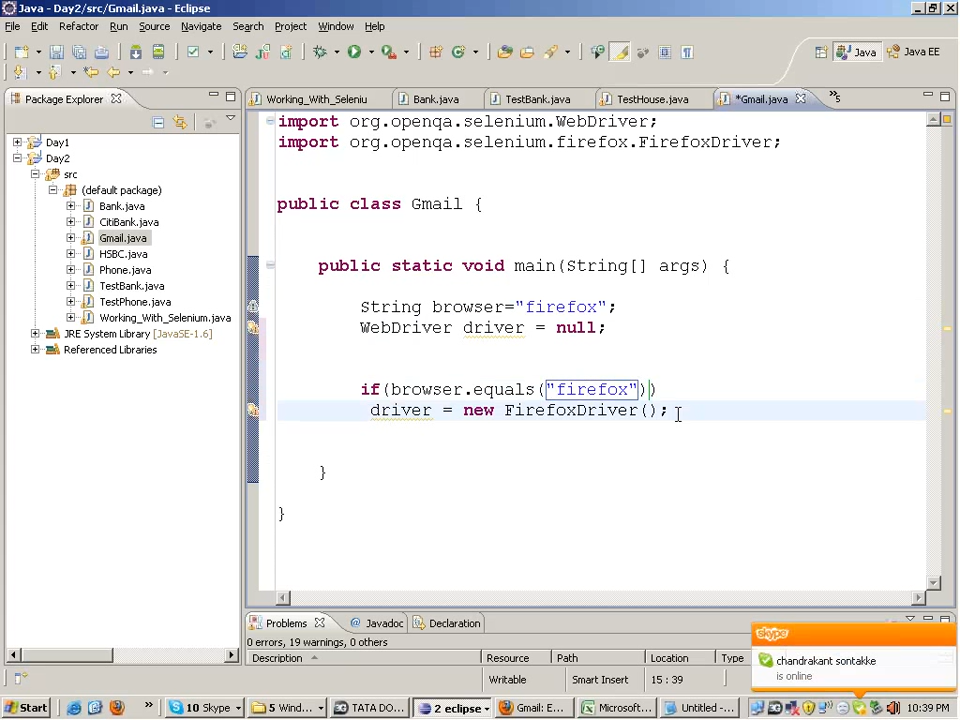 Java - Day2/src/Gmail.java - Eclipse
File Edit Refactor Run Source Navigate Search Project Window Help
Java Java EE
Package Explorer
Working_With_Seleniu Bank.java TestBank.java TestHouse.java *Gmail.java »5
Day1
Day2
src
(default package)
Bank.java
CitiBank.java
Gmail.java
HSBC.java
Phone.java
TestBank.java
TestPhone.java
Working_With_Selenium.java
JRE System Library [JavaSE-1.6]
Referenced Libraries
import org.openqa.selenium.WebDriver;
import org.openqa.selenium.firefox.FirefoxDriver;
public class Gmail {
public static void main(String[] args) {
String browser="firefox";
WebDriver driver = null;
if(browser.equals("firefox"))
driver = new FirefoxDriver();
}
}
Problems Javadoc Declaration
0 errors, 19 warnings, 0 others
Description Resource Path Location Type
Writable Smart Insert 15 : 39
skype
chandrakant sontakke
is online
Start 10 Skype 5 Wind... TATA DO... 2 eclipse Gmail: E... Microsoft... Untitled - ... 10:39 PM